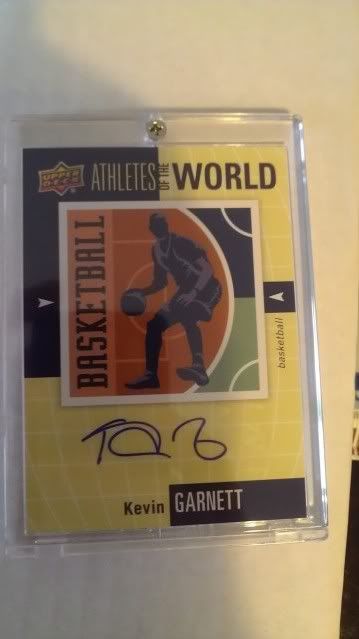 UPPER
DECK
ATHLETES OF THE WORLD
BASKETBALL
basketball
Kevin GARNETT